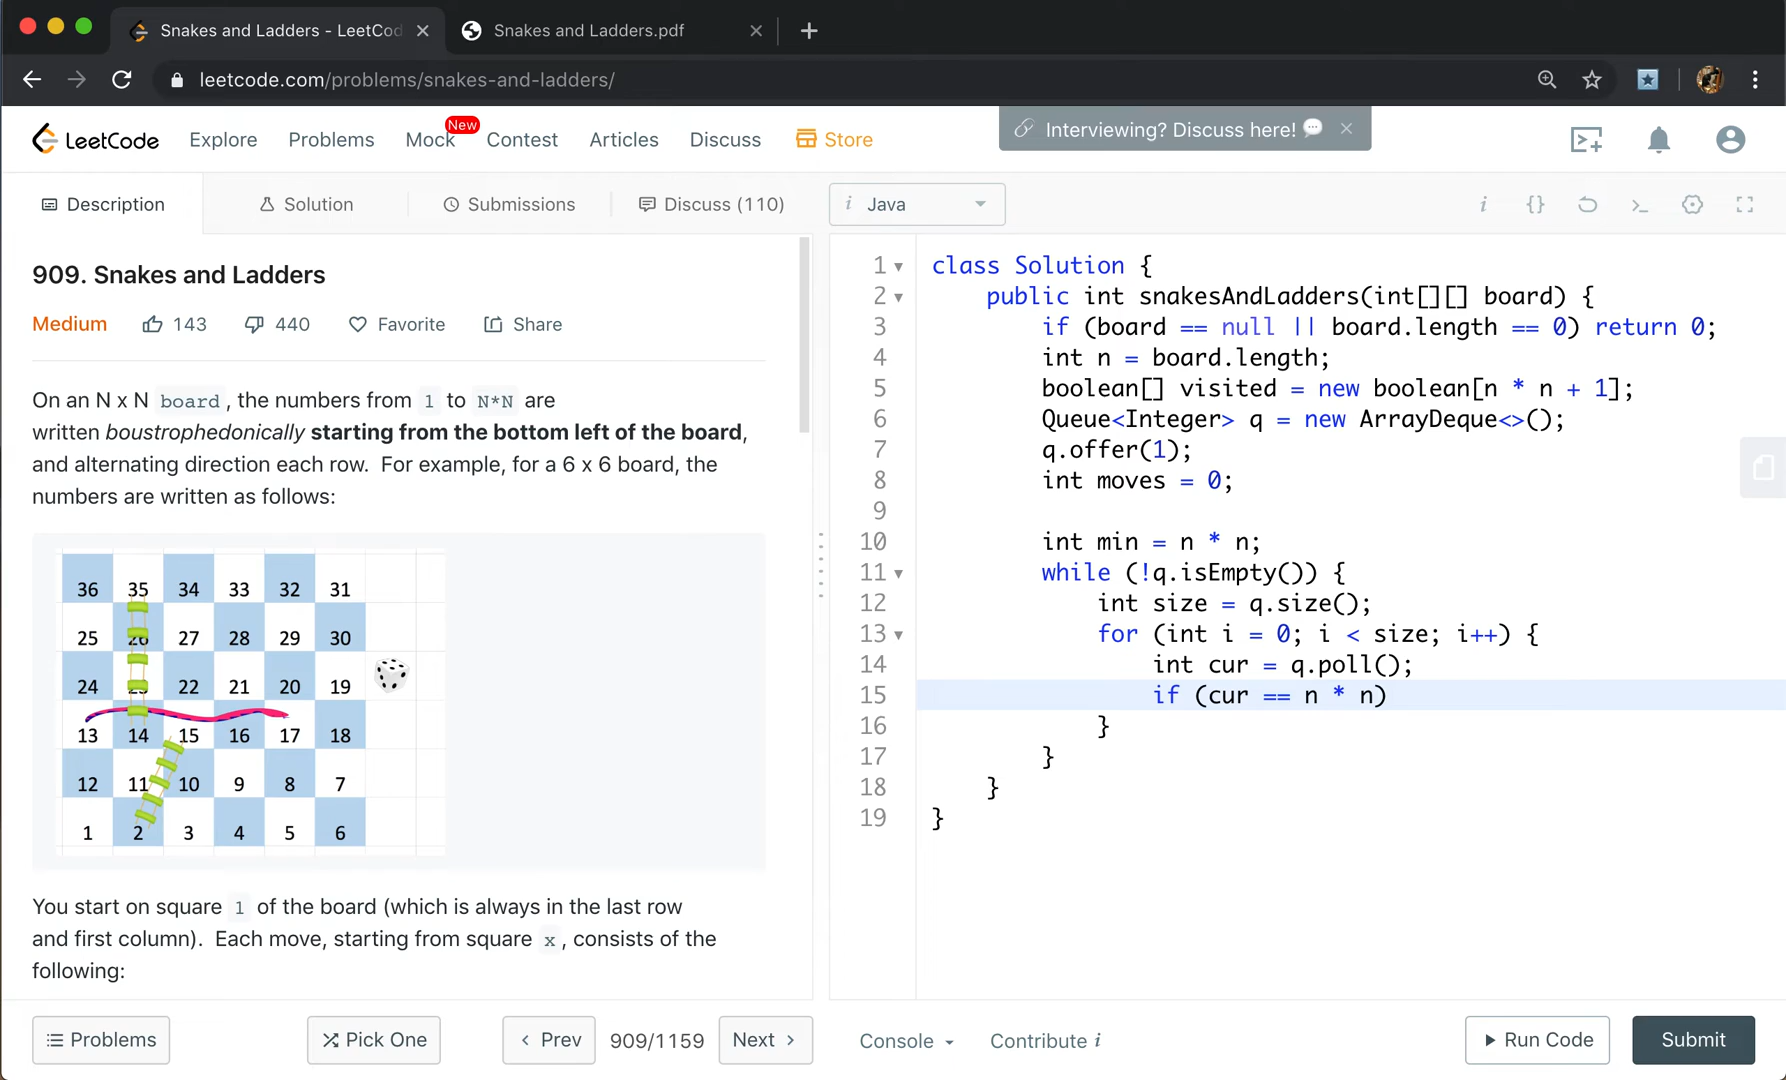 Snakes and Ladders - LeetCod
Snakes and Ladders.pdf
leetcode.com/problems/snakes-and-ladders/
LeetCode
Explore
Problems
Mock
New
Contest
Articles
Discuss
Store
Interviewing? Discuss here!
Description
Solution
Submissions
Discuss (110)
i Java
909. Snakes and Ladders
Medium
143
440
Favorite
Share
On an N x N board, the numbers from 1 to N*N are
written boustrophedonically starting from the bottom left of the board,
and alternating direction each row.  For example, for a 6 x 6 board, the
numbers are written as follows:
36 35 34 33 32 31
25 26 27 28 29 30
24 23 22 21 20 19
13 14 15 16 17 18
12 11 10 9 8 7
1 2 3 4 5 6
You start on square 1 of the board (which is always in the last row
and first column).  Each move, starting from square x, consists of the
following:
1 class Solution {
2     public int snakesAndLadders(int[][] board) {
3         if (board == null || board.length == 0) return 0;
4         int n = board.length;
5         boolean[] visited = new boolean[n * n + 1];
6         Queue<Integer> q = new ArrayDeque<>();
7         q.offer(1);
8         int moves = 0;
9
10         int min = n * n;
11         while (!q.isEmpty()) {
12             int size = q.size();
13             for (int i = 0; i < size; i++) {
14                 int cur = q.poll();
15                 if (cur == n * n)
16             }
17         }
18     }
19 }
Problems
Pick One
Prev
909/1159
Next
Console
Contribute i
Run Code
Submit